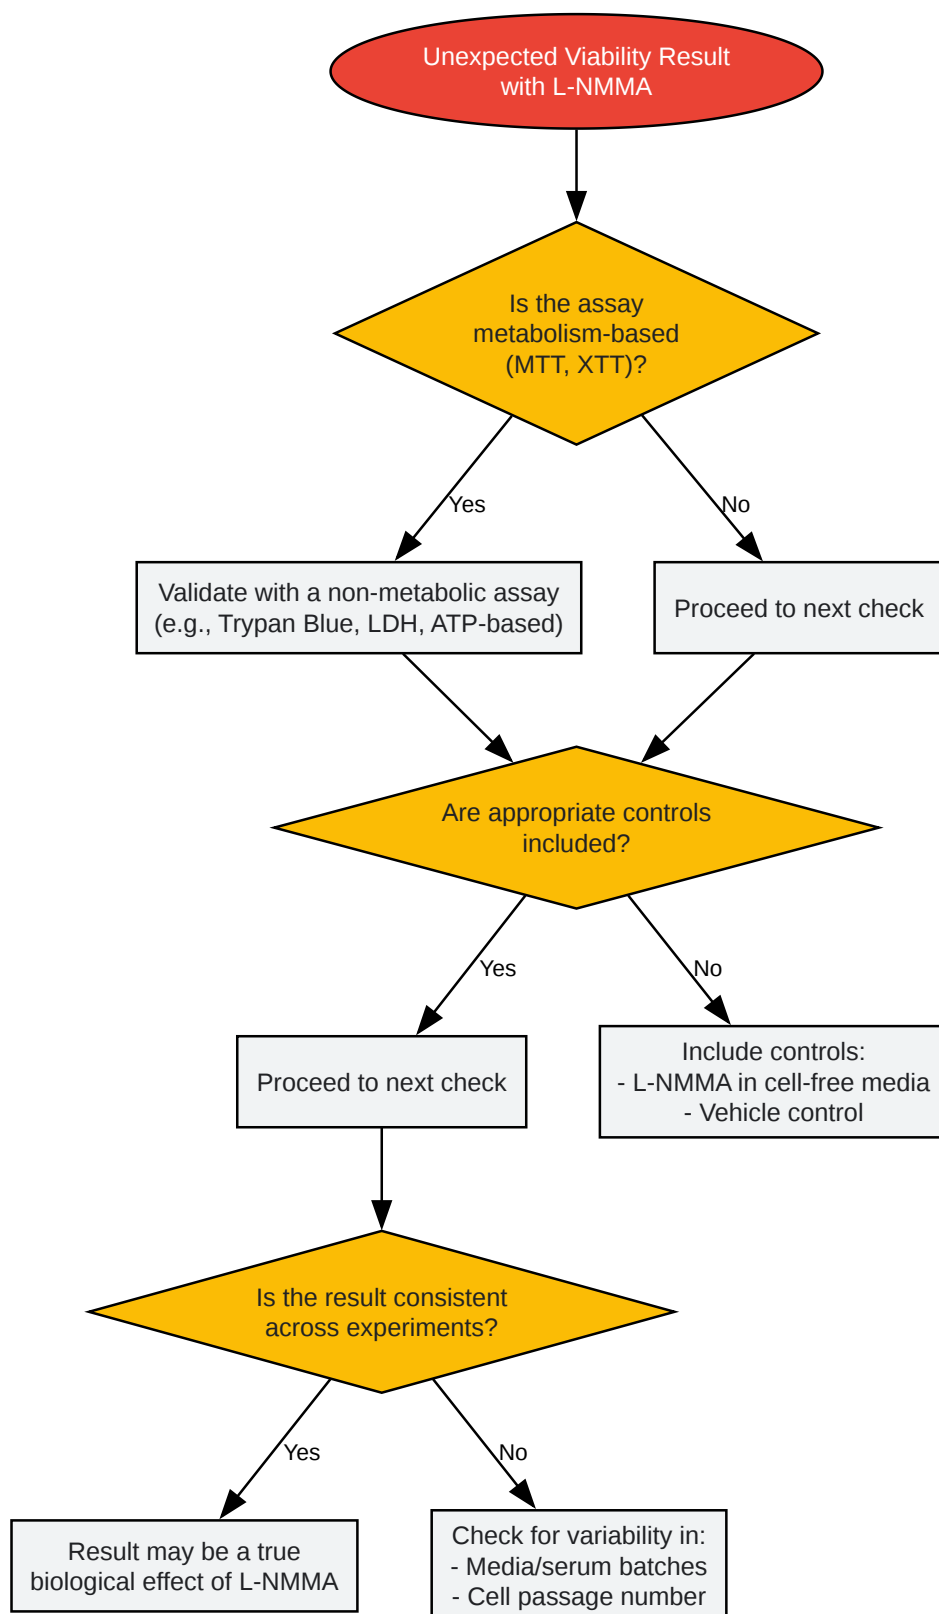 Unexpected Viability Result
with L-NMMA
Is the assay
metabolism-based
(MTT, XTT)?
Yes
No
Validate with a non-metabolic assay
(e.g., Trypan Blue, LDH, ATP-based)
Proceed to next check
Are appropriate controls
included?
Yes
No
Proceed to next check
Include controls:
- L-NMMA in cell-free media
- Vehicle control
Is the result consistent
across experiments?
Yes
No
Result may be a true
biological effect of L-NMMA
Check for variability in:
- Media/serum batches
- Cell passage number